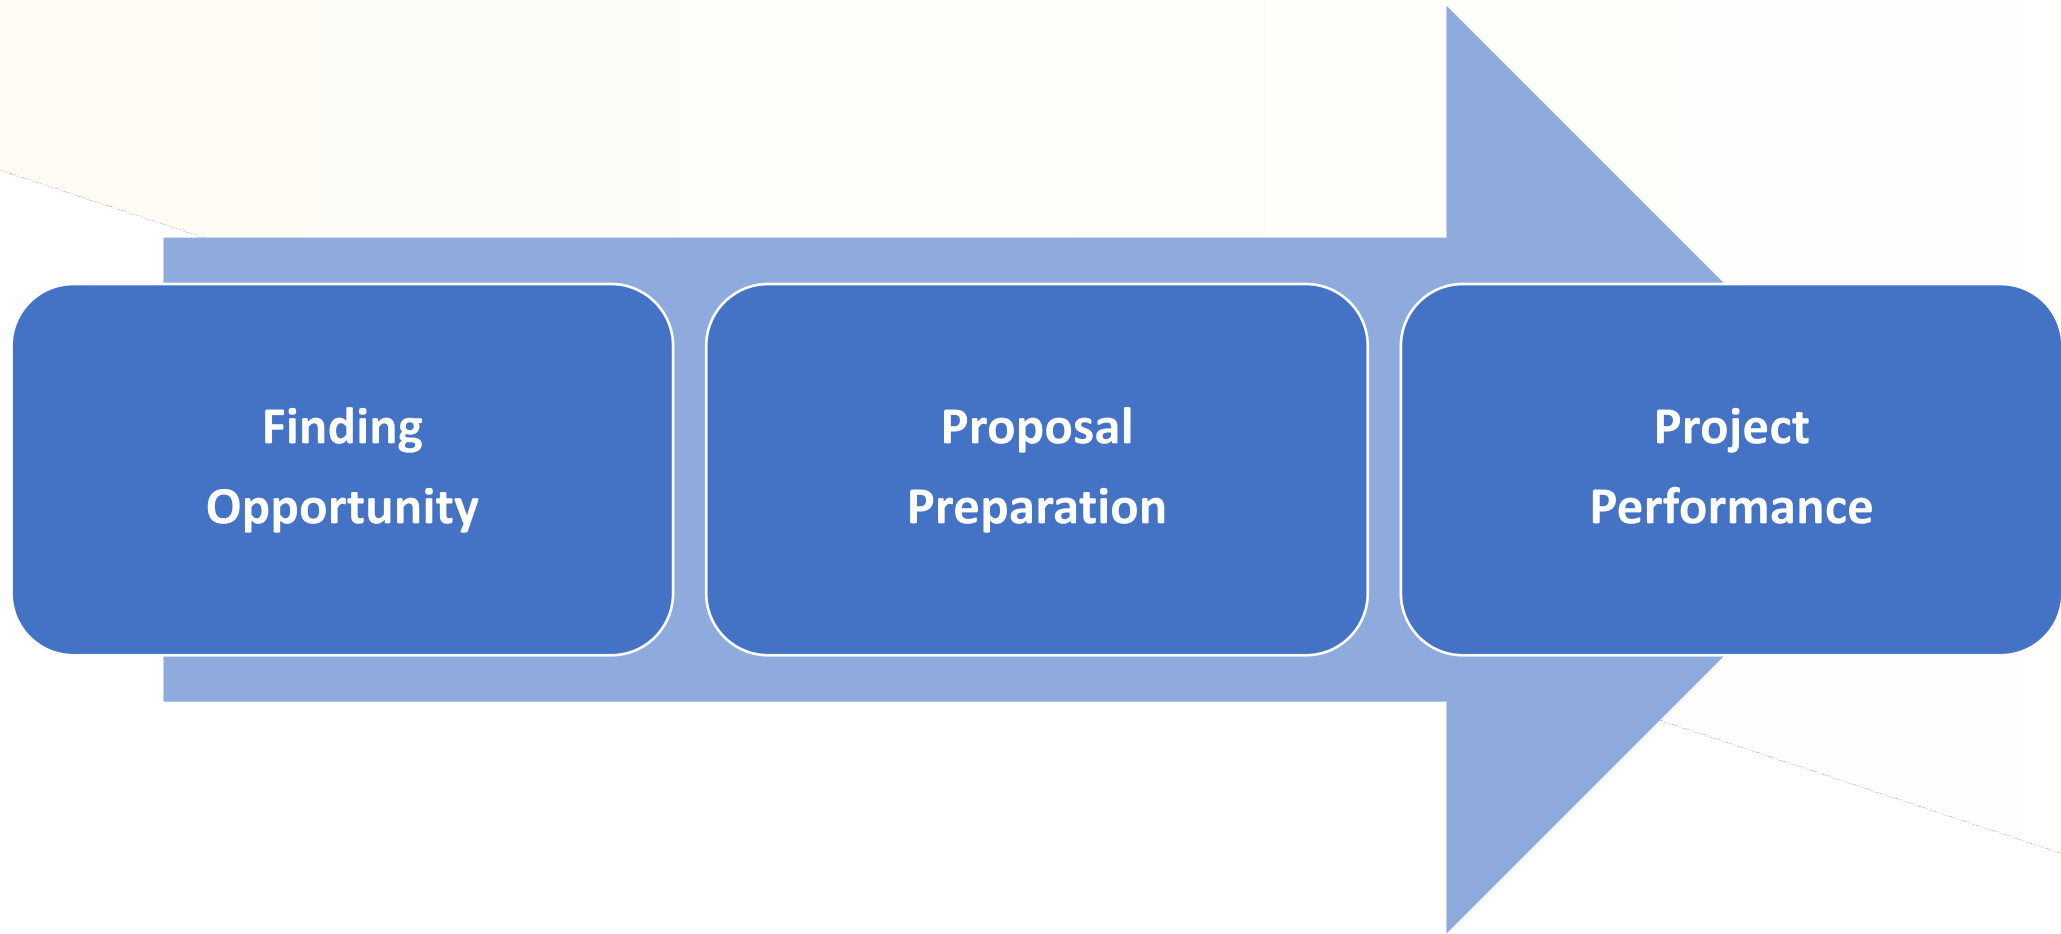 Finding
Opportunity
Proposal
Preparation
Project
Performance